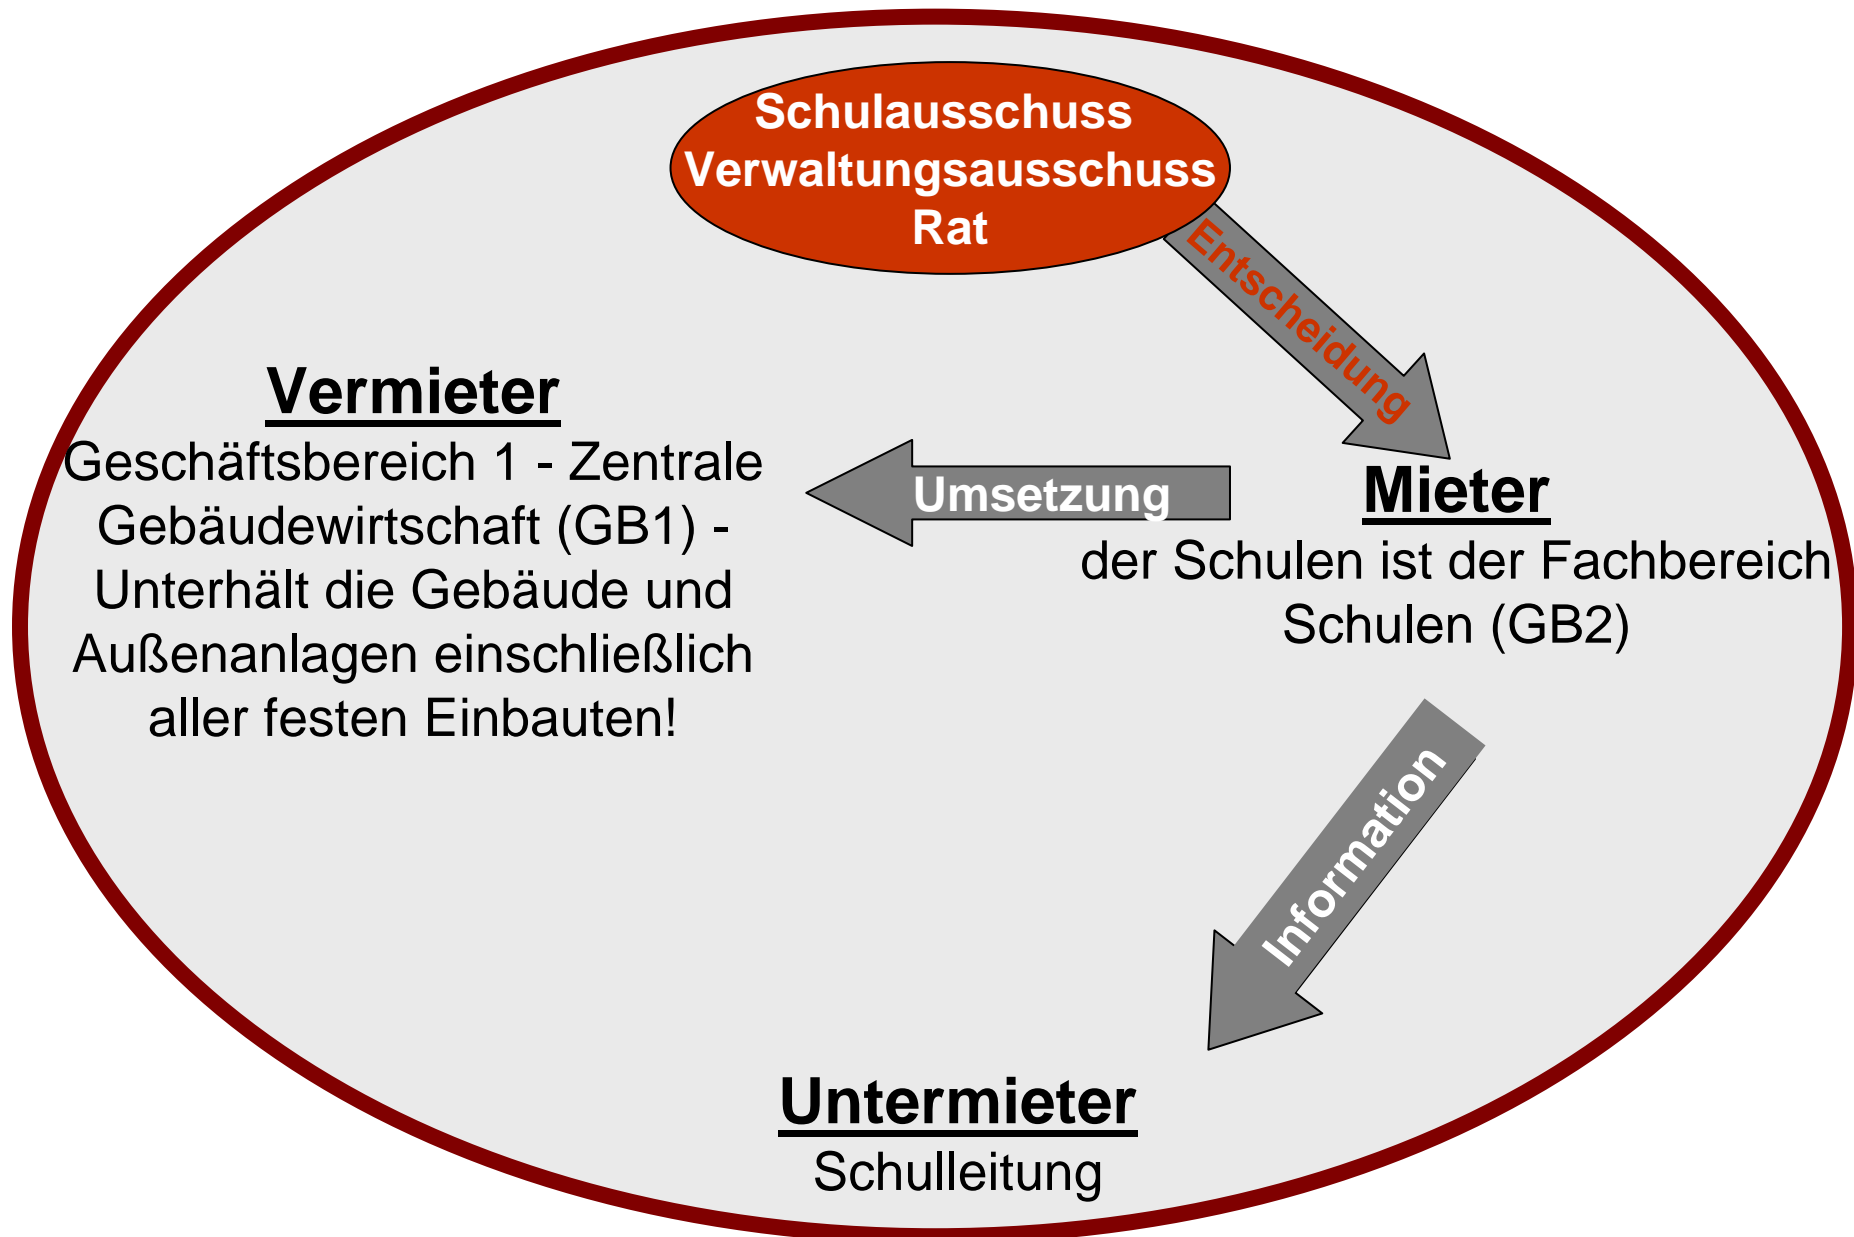 Schulausschuss
Verwaltungsausschuss
Rat
Entscheidung
Vermieter
Geschäftsbereich 1 - Zentrale
Gebäudewirtschaft (GB1) -
Unterhält die Gebäude und
Außenanlagen einschließlich
aller festen Einbauten!
Umsetzung
Mieter
der Schulen ist der Fachbereich
Schulen (GB2)
Information
Untermieter
Schulleitung